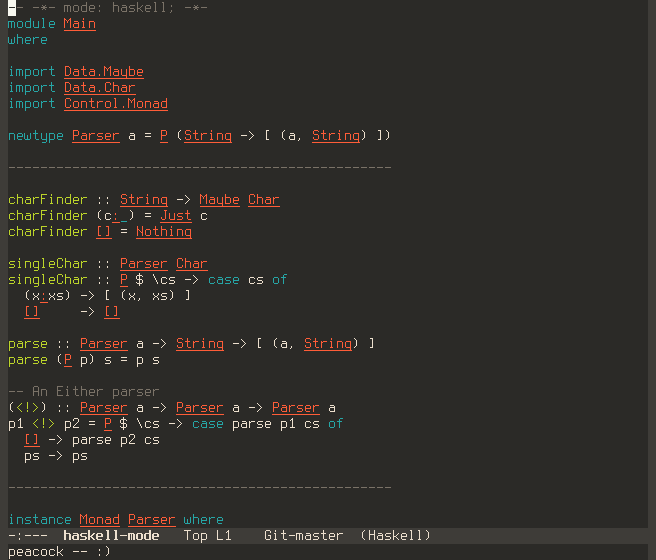 -- -*- mode: haskell; -*-
module Main
where
import Data.Maybe
import Data.Char
import Control.Monad
newtype Parser a = P (String -> [ (a, String) ])
------------------------------------------------
charFinder :: String -> Maybe Char
charFinder (c:_) = Just c
charFinder [] = Nothing
singleChar :: Parser Char
singleChar :: P $ \cs -> case cs of
  (x:xs) -> [ (x, xs) ]
  []     -> []
parse :: Parser a -> String -> [ (a, String) ]
parse (P p) s = p s
-- An Either parser
(<!>) :: Parser a -> Parser a -> Parser a
p1 <!> p2 = P $ \cs -> case parse p1 cs of
  [] -> parse p2 cs
  ps -> ps
------------------------------------------------
instance Monad Parser where
-:---  haskell-mode   Top L1    Git-master  (Haskell)
peacock -- :)